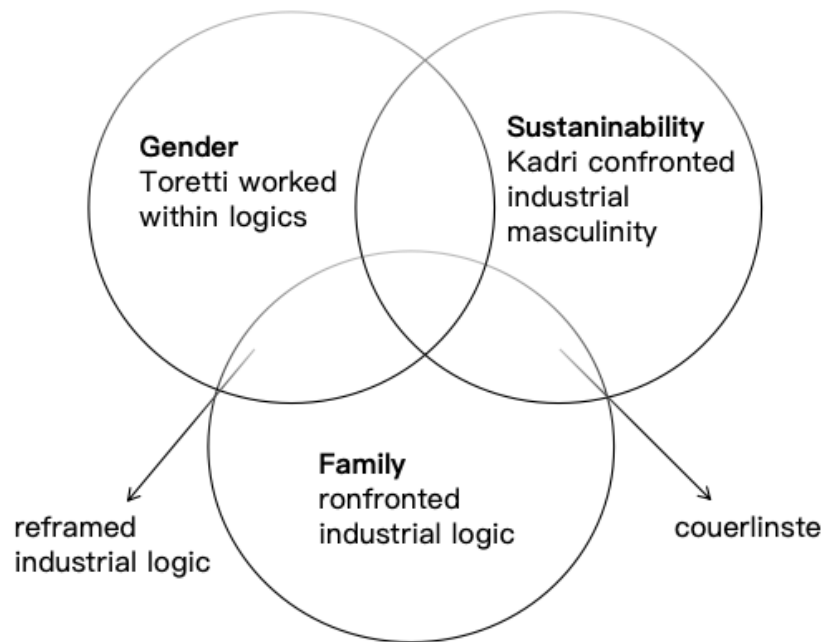 Gender
Toretti worked
within logics
Sustaninability
Kadri confronted
industrial
masculinity
Family
ronfronted
industrial logic
reframed
industrial logic
couerlinste